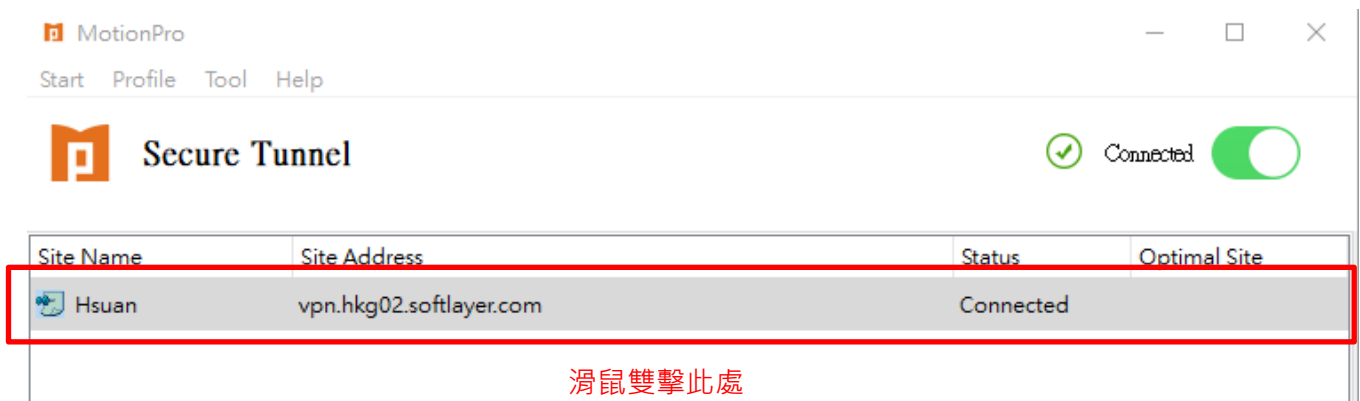 MotionPro
Start Profile Tool Help
Secure Tunnel
Connected
Site Name Site Address Status Optimal Site
Hsuan vpn.hkg02.softlayer.com Connected
滑鼠雙擊此處